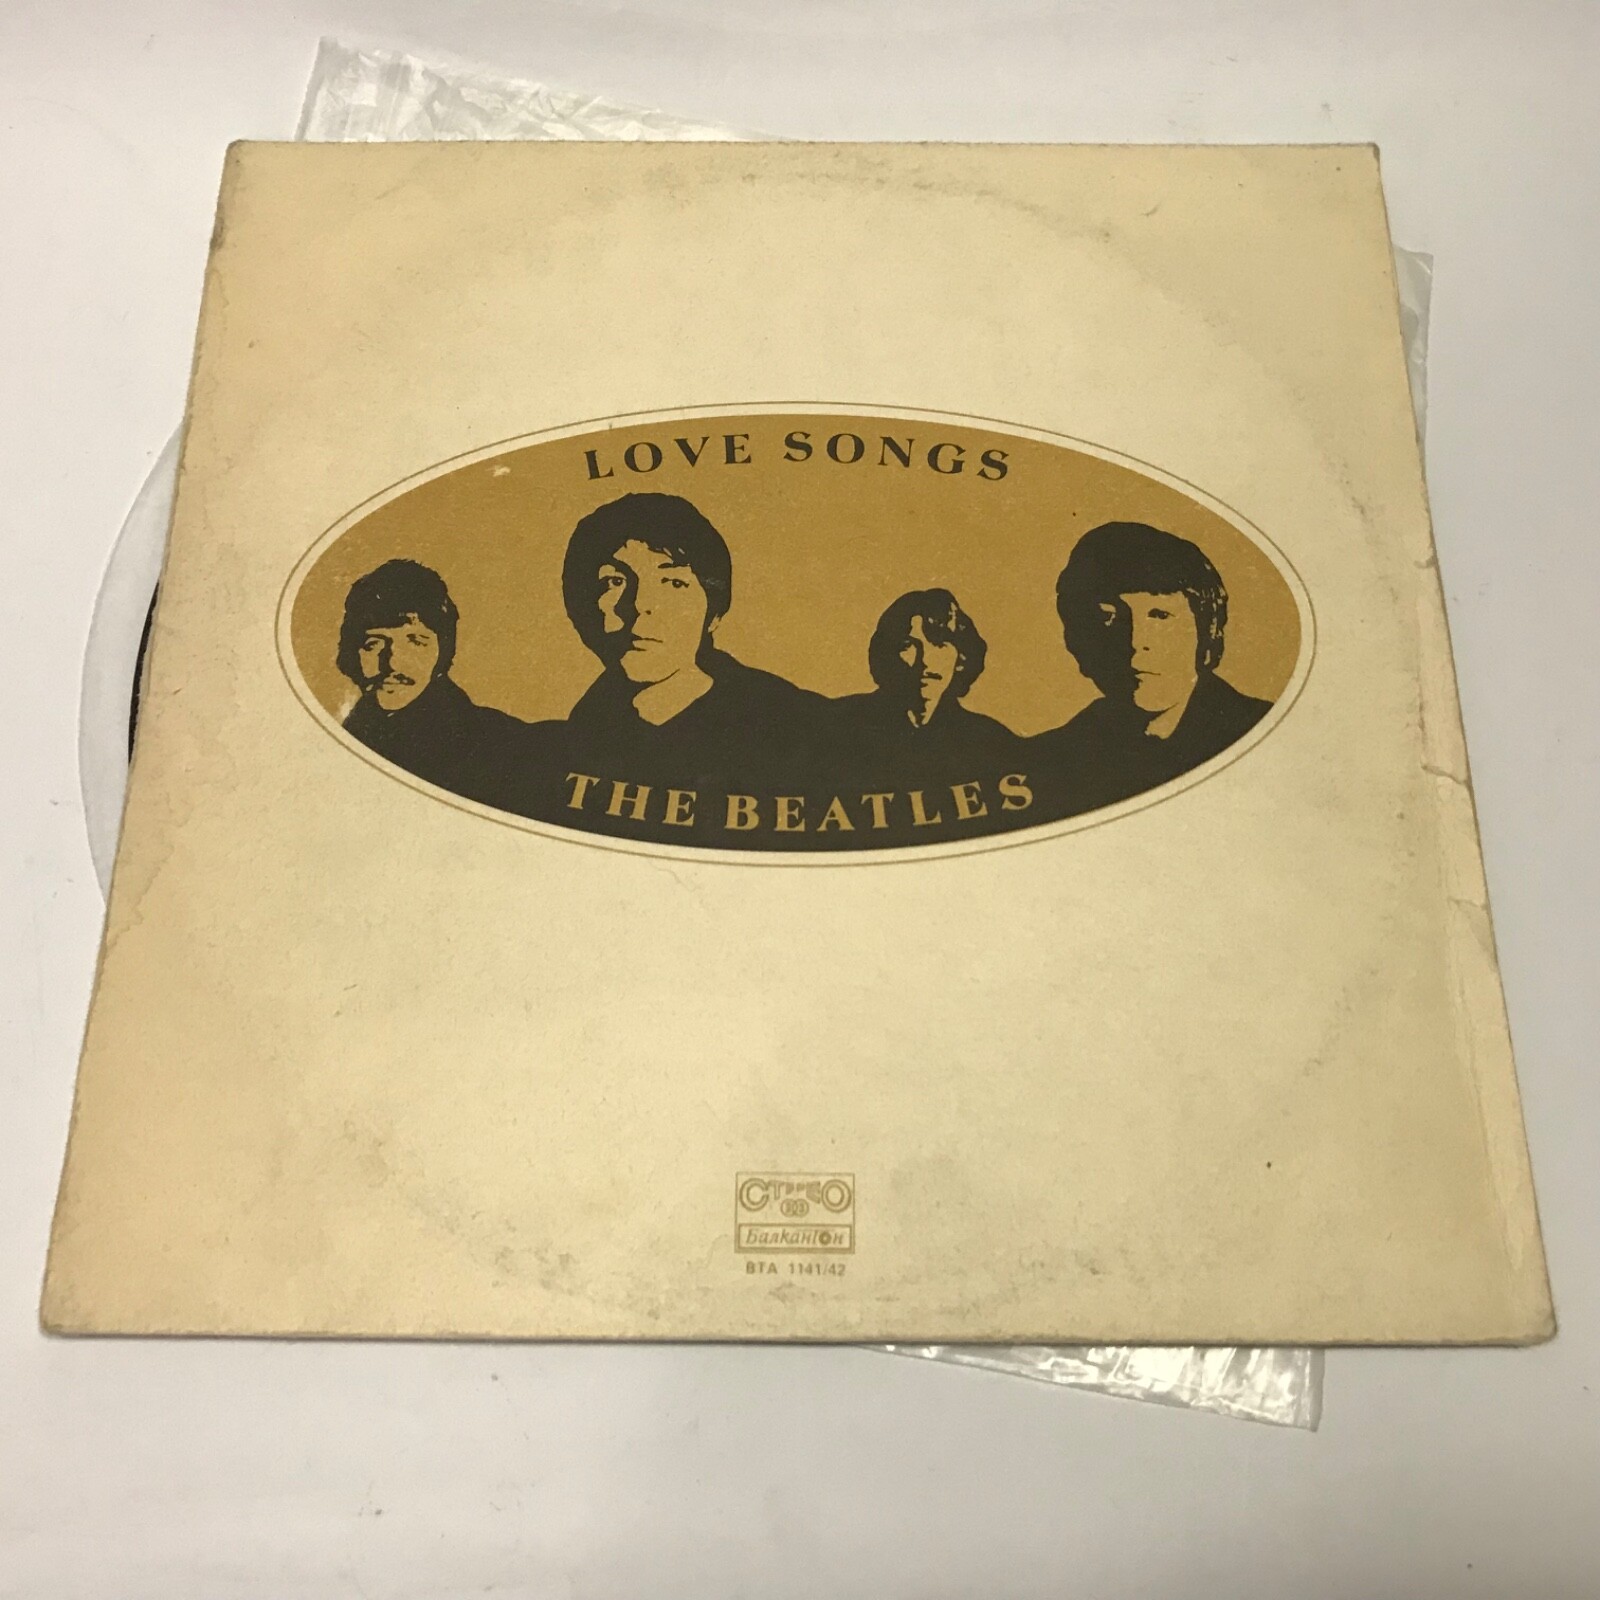 LOVE SONGS
THE BEATLES
СТЕРЕО
Балкантон
ВТА 1141/42